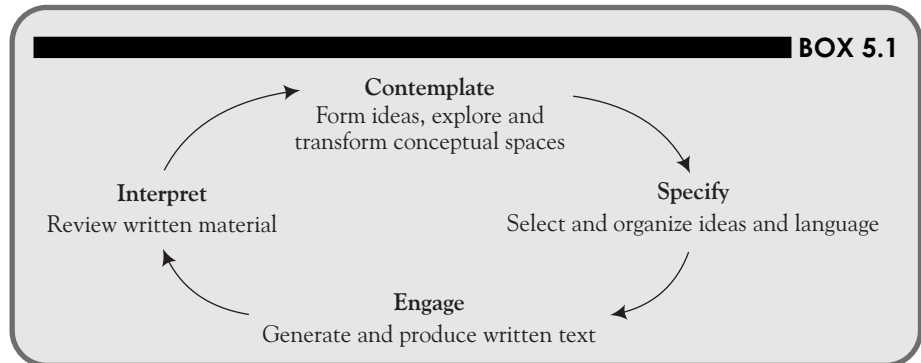 BOX 5.1
Contemplate
Form ideas, explore and
transform conceptual spaces
Specify
Select and organize ideas and language
Engage
Generate and produce written text
Interpret
Review written material